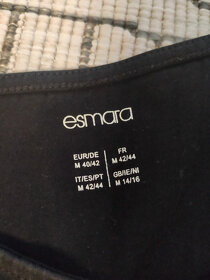 esmara
EUR/DE
M 40/42
FR
M 42/44
IT/ES/PT
M 42/44
GB/IE/NI
M 14/16